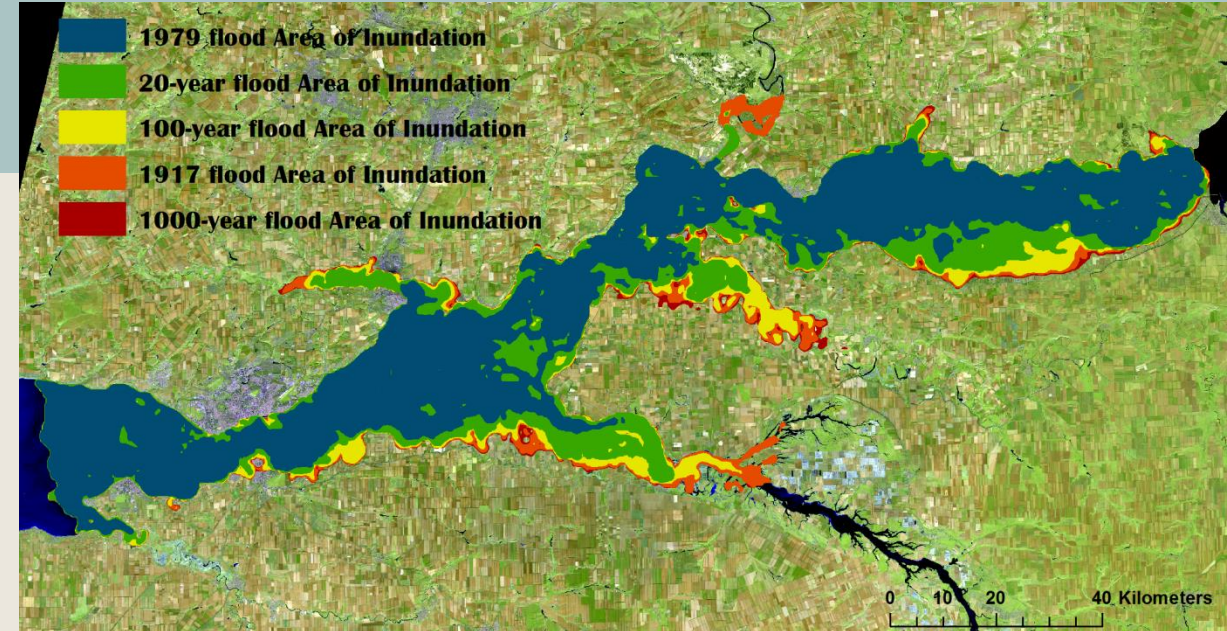 1979 flood Area of Inundation
20-year flood Area of Inundation
100-year flood Area of Inundation
1917 flood Area of Inundation
1000-year flood Area of Inundation
0 10 20 40 Kilometers